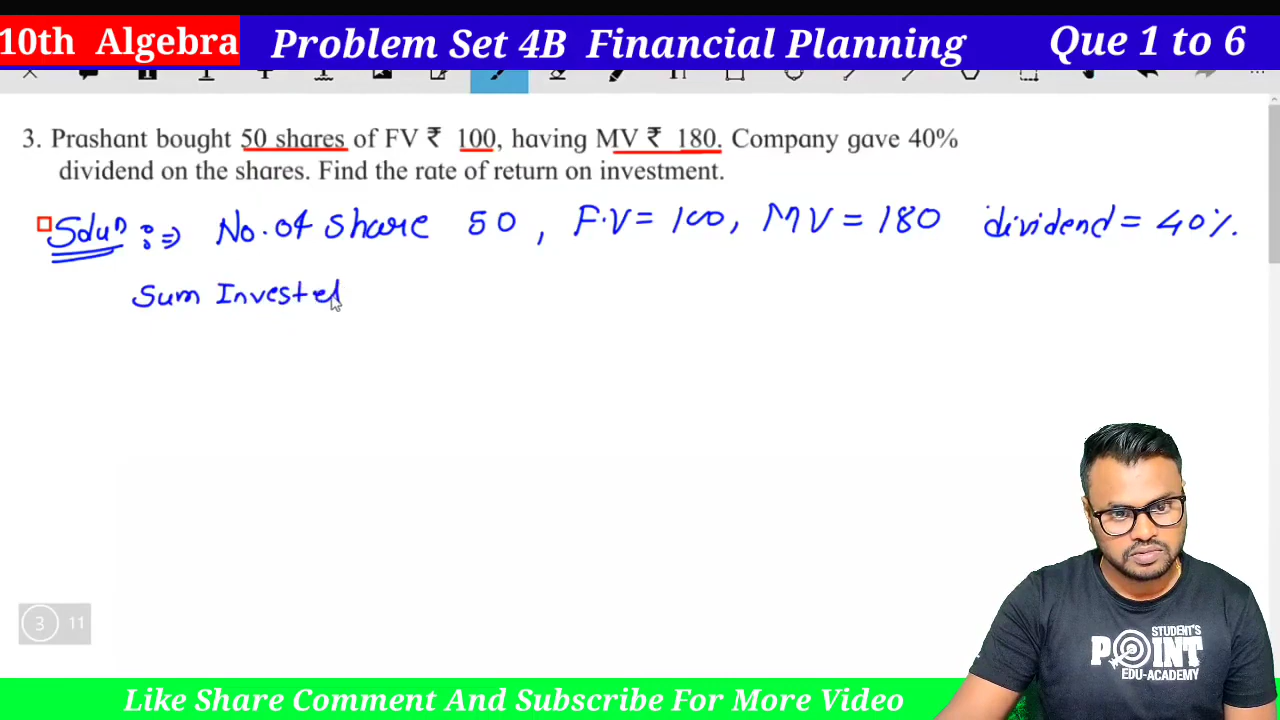 10th Algebra Problem Set 4B Financial Planning Que 1 to 6
3. Prashant bought 50 shares of FV ₹ 100, having MV ₹ 180. Company gave 40%
dividend on the shares. Find the rate of return on investment.
Soluⁿ :⇒ No. of Share 50 , F.V = 100, MV = 180 dividend = 40%.
Sum Invested
3 11
STUDENT'S
POINT
EDU-ACADEMY
Like Share Comment And Subscribe For More Video